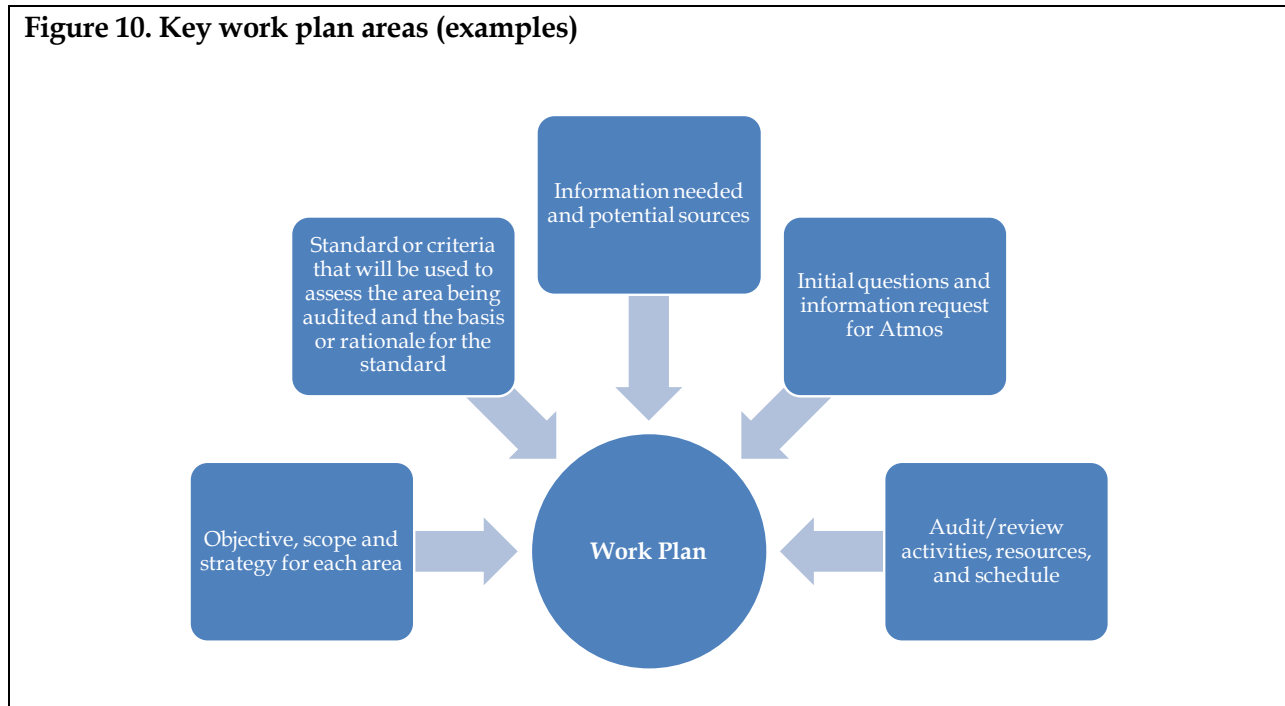 Figure 10. Key work plan areas (examples)
Information needed
and potential sources
Standard or criteria
that will be used to
assess the area being
audited and the basis
or rationale for the
standard
Initial questions and
information request
for Atmos
Objective, scope and
strategy for each area
Work Plan
Audit/review
activities, resources,
and schedule